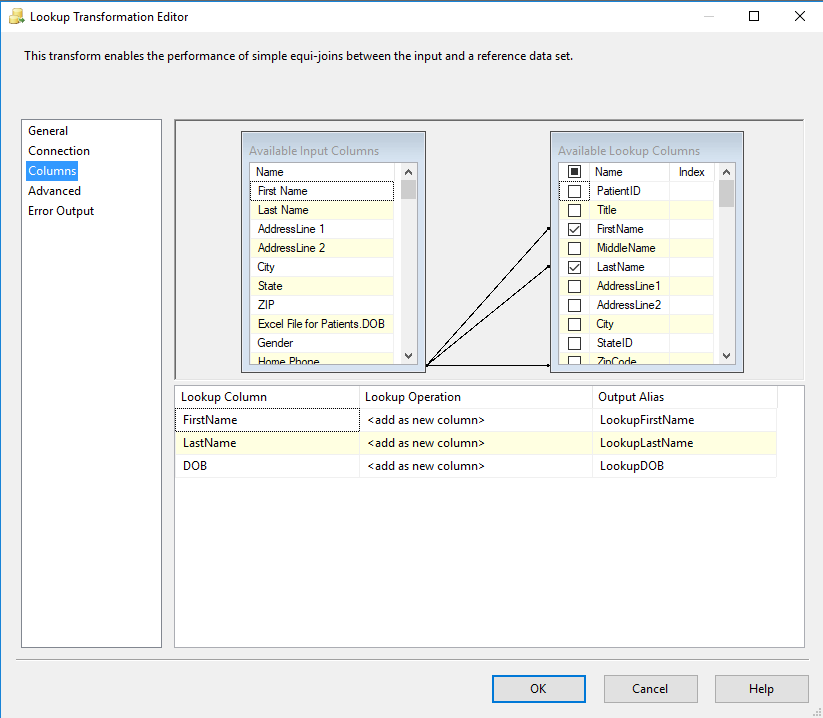 Lookup Transformation Editor
This transform enables the performance of simple equi-joins between the input and a reference data set.
General
Connection
Columns
Advanced
Error Output
Available Input Columns
Name
First Name
Last Name
AddressLine 1
AddressLine 2
City
State
ZIP
Excel File for Patients.DOB
Gender
Home Phone
Available Lookup Columns
Name Index
PatientID
Title
FirstName
MiddleName
LastName
AddressLine1
AddressLine2
City
StateID
ZipCode
Lookup Column Lookup Operation Output Alias
FirstName <add as new column> LookupFirstName
LastName <add as new column> LookupLastName
DOB <add as new column> LookupDOB
OK Cancel Help